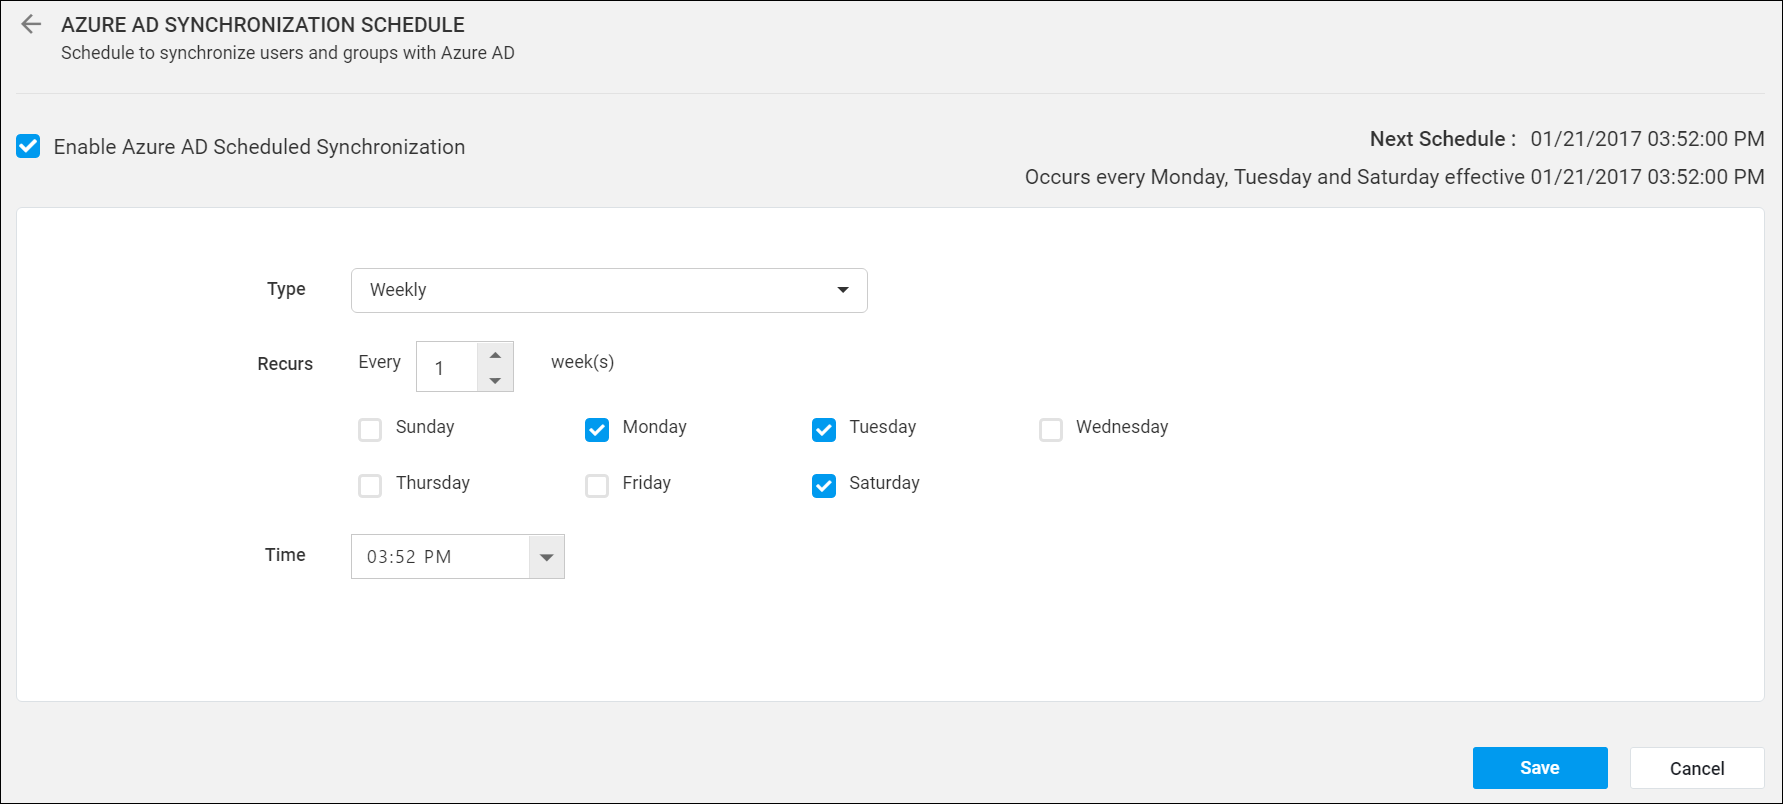 AZURE AD SYNCHRONIZATION SCHEDULE
Schedule to synchronize users and groups with Azure AD
Enable Azure AD Scheduled Synchronization
Next Schedule : 01/21/2017 03:52:00 PM
Occurs every Monday, Tuesday and Saturday effective 01/21/2017 03:52:00 PM
Type Weekly
Recurs Every 1 week(s)
Sunday Monday Tuesday Wednesday
Thursday Friday Saturday
Time 03:52 PM
Save Cancel